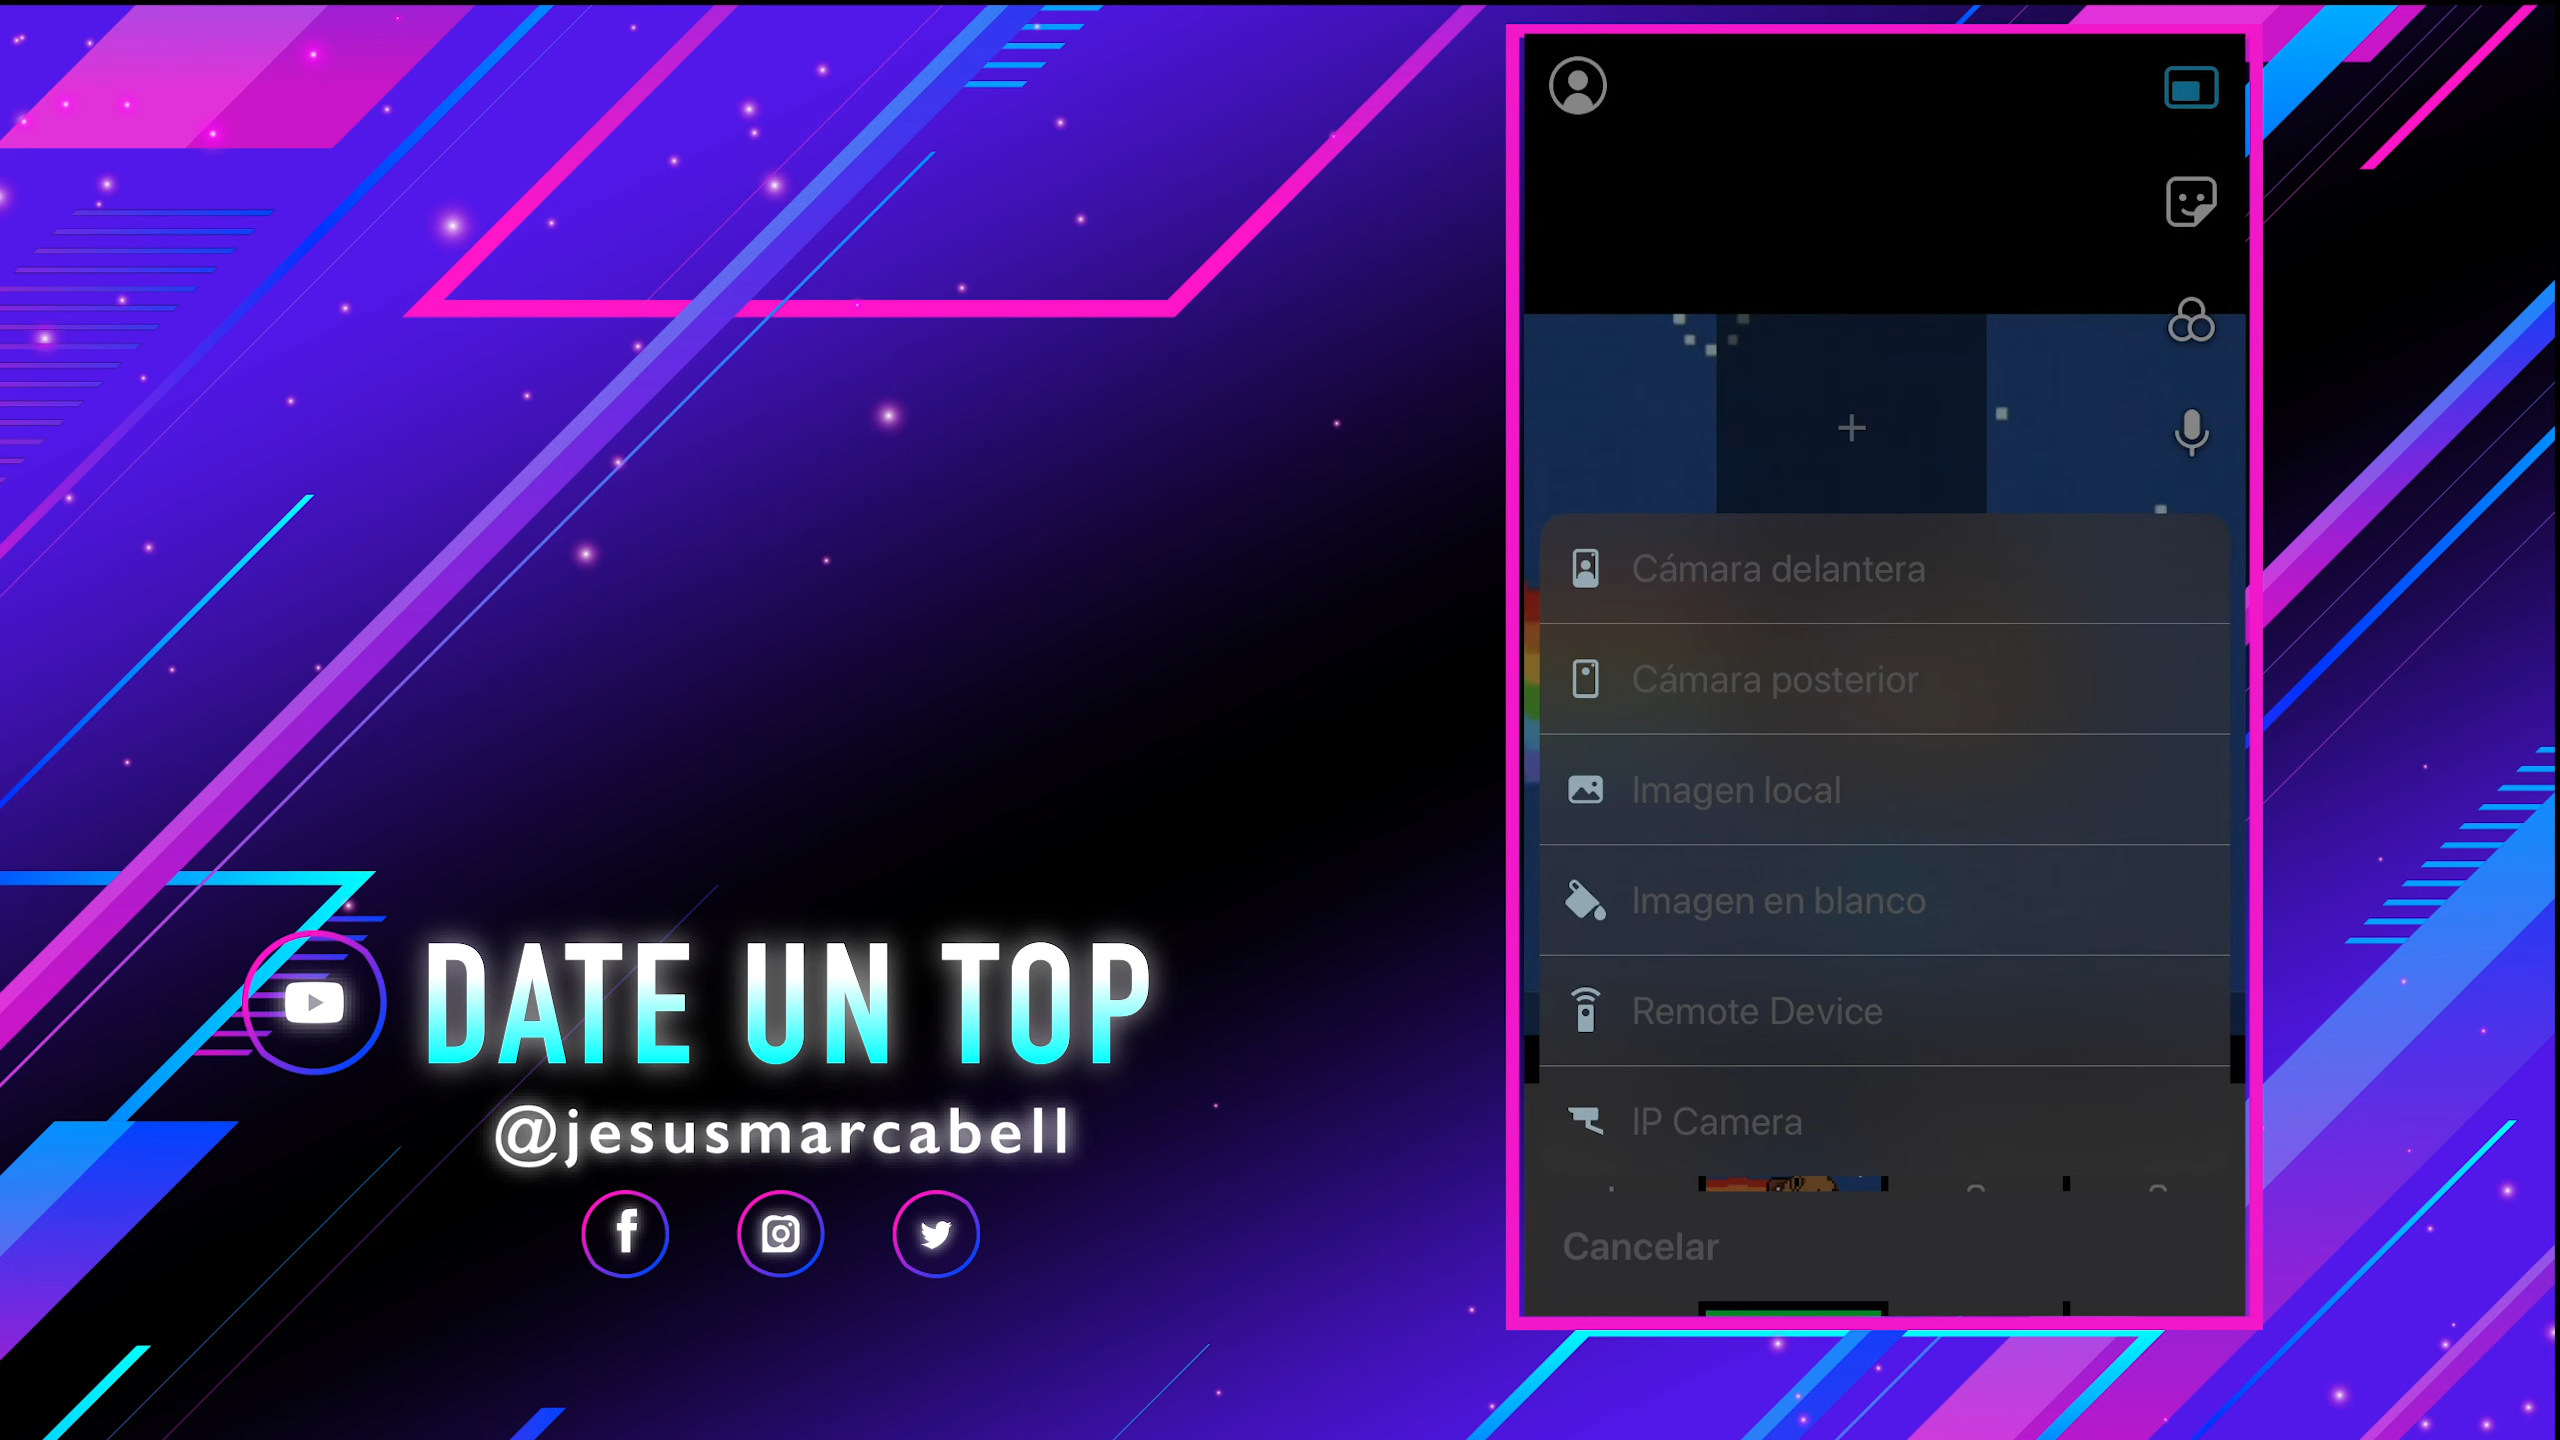 DATE UN TOP
@jesusmarcabell
Cámara delantera
Cámara posterior
Imagen local
Imagen en blanco
Remote Device
IP Camera
Cancelar